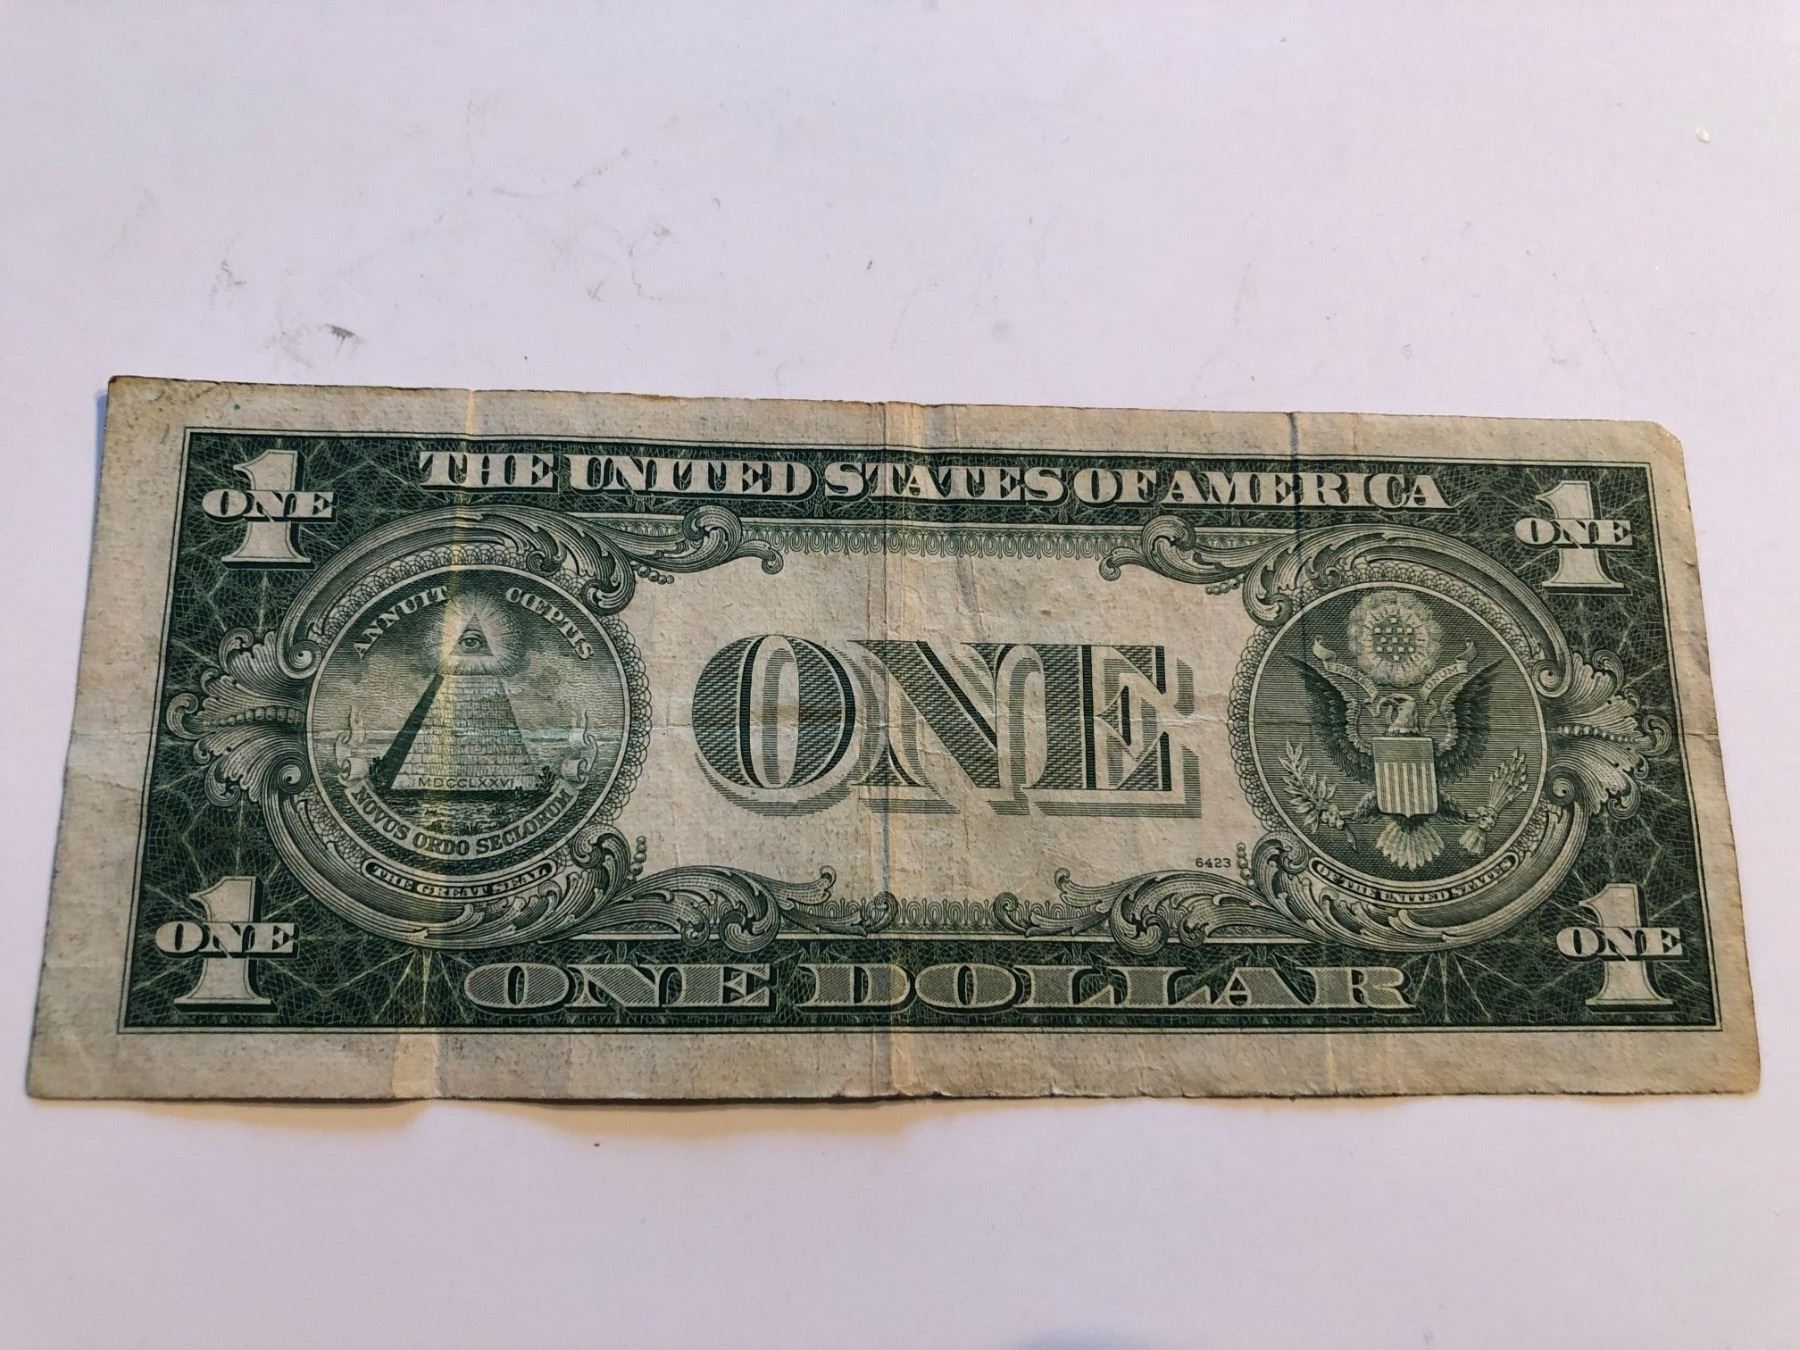 THE UNITED STATES OF AMERICA
1
ONE
1
ONE
ANNUIT CŒPTIS
MDCCLXXVI
NOVUS ORDO SECLORUM
THE GREAT SEAL
ONE
6423
OF THE UNITED STATES
1
ONE
ONE DOLLAR
1
ONE